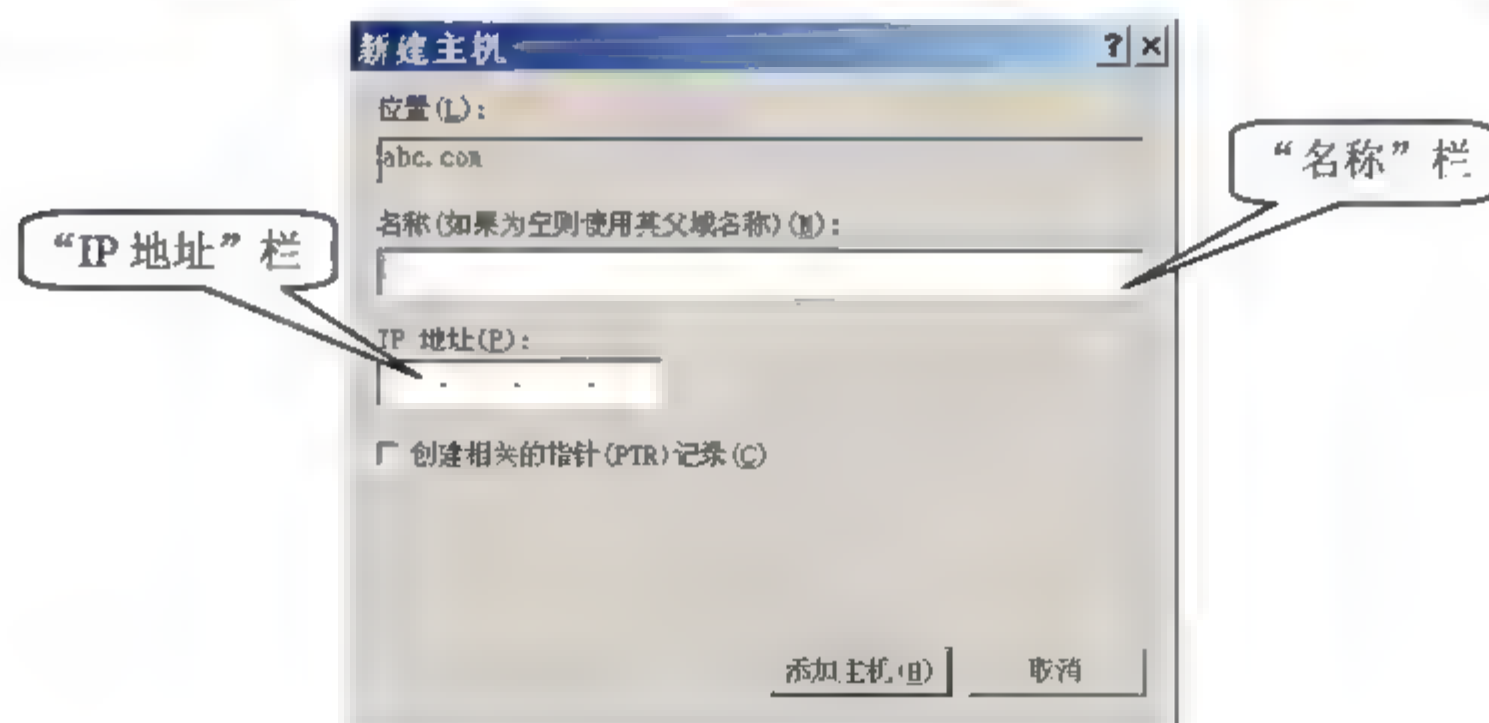 新建主机
位置(L):
abc.com
“名称”栏
名称(如果为空则使用其父域名称)(N):
“IP 地址”栏
IP 地址(P):
. . .
创建相关的指针(PTR)记录(C)
添加主机(H)
取消